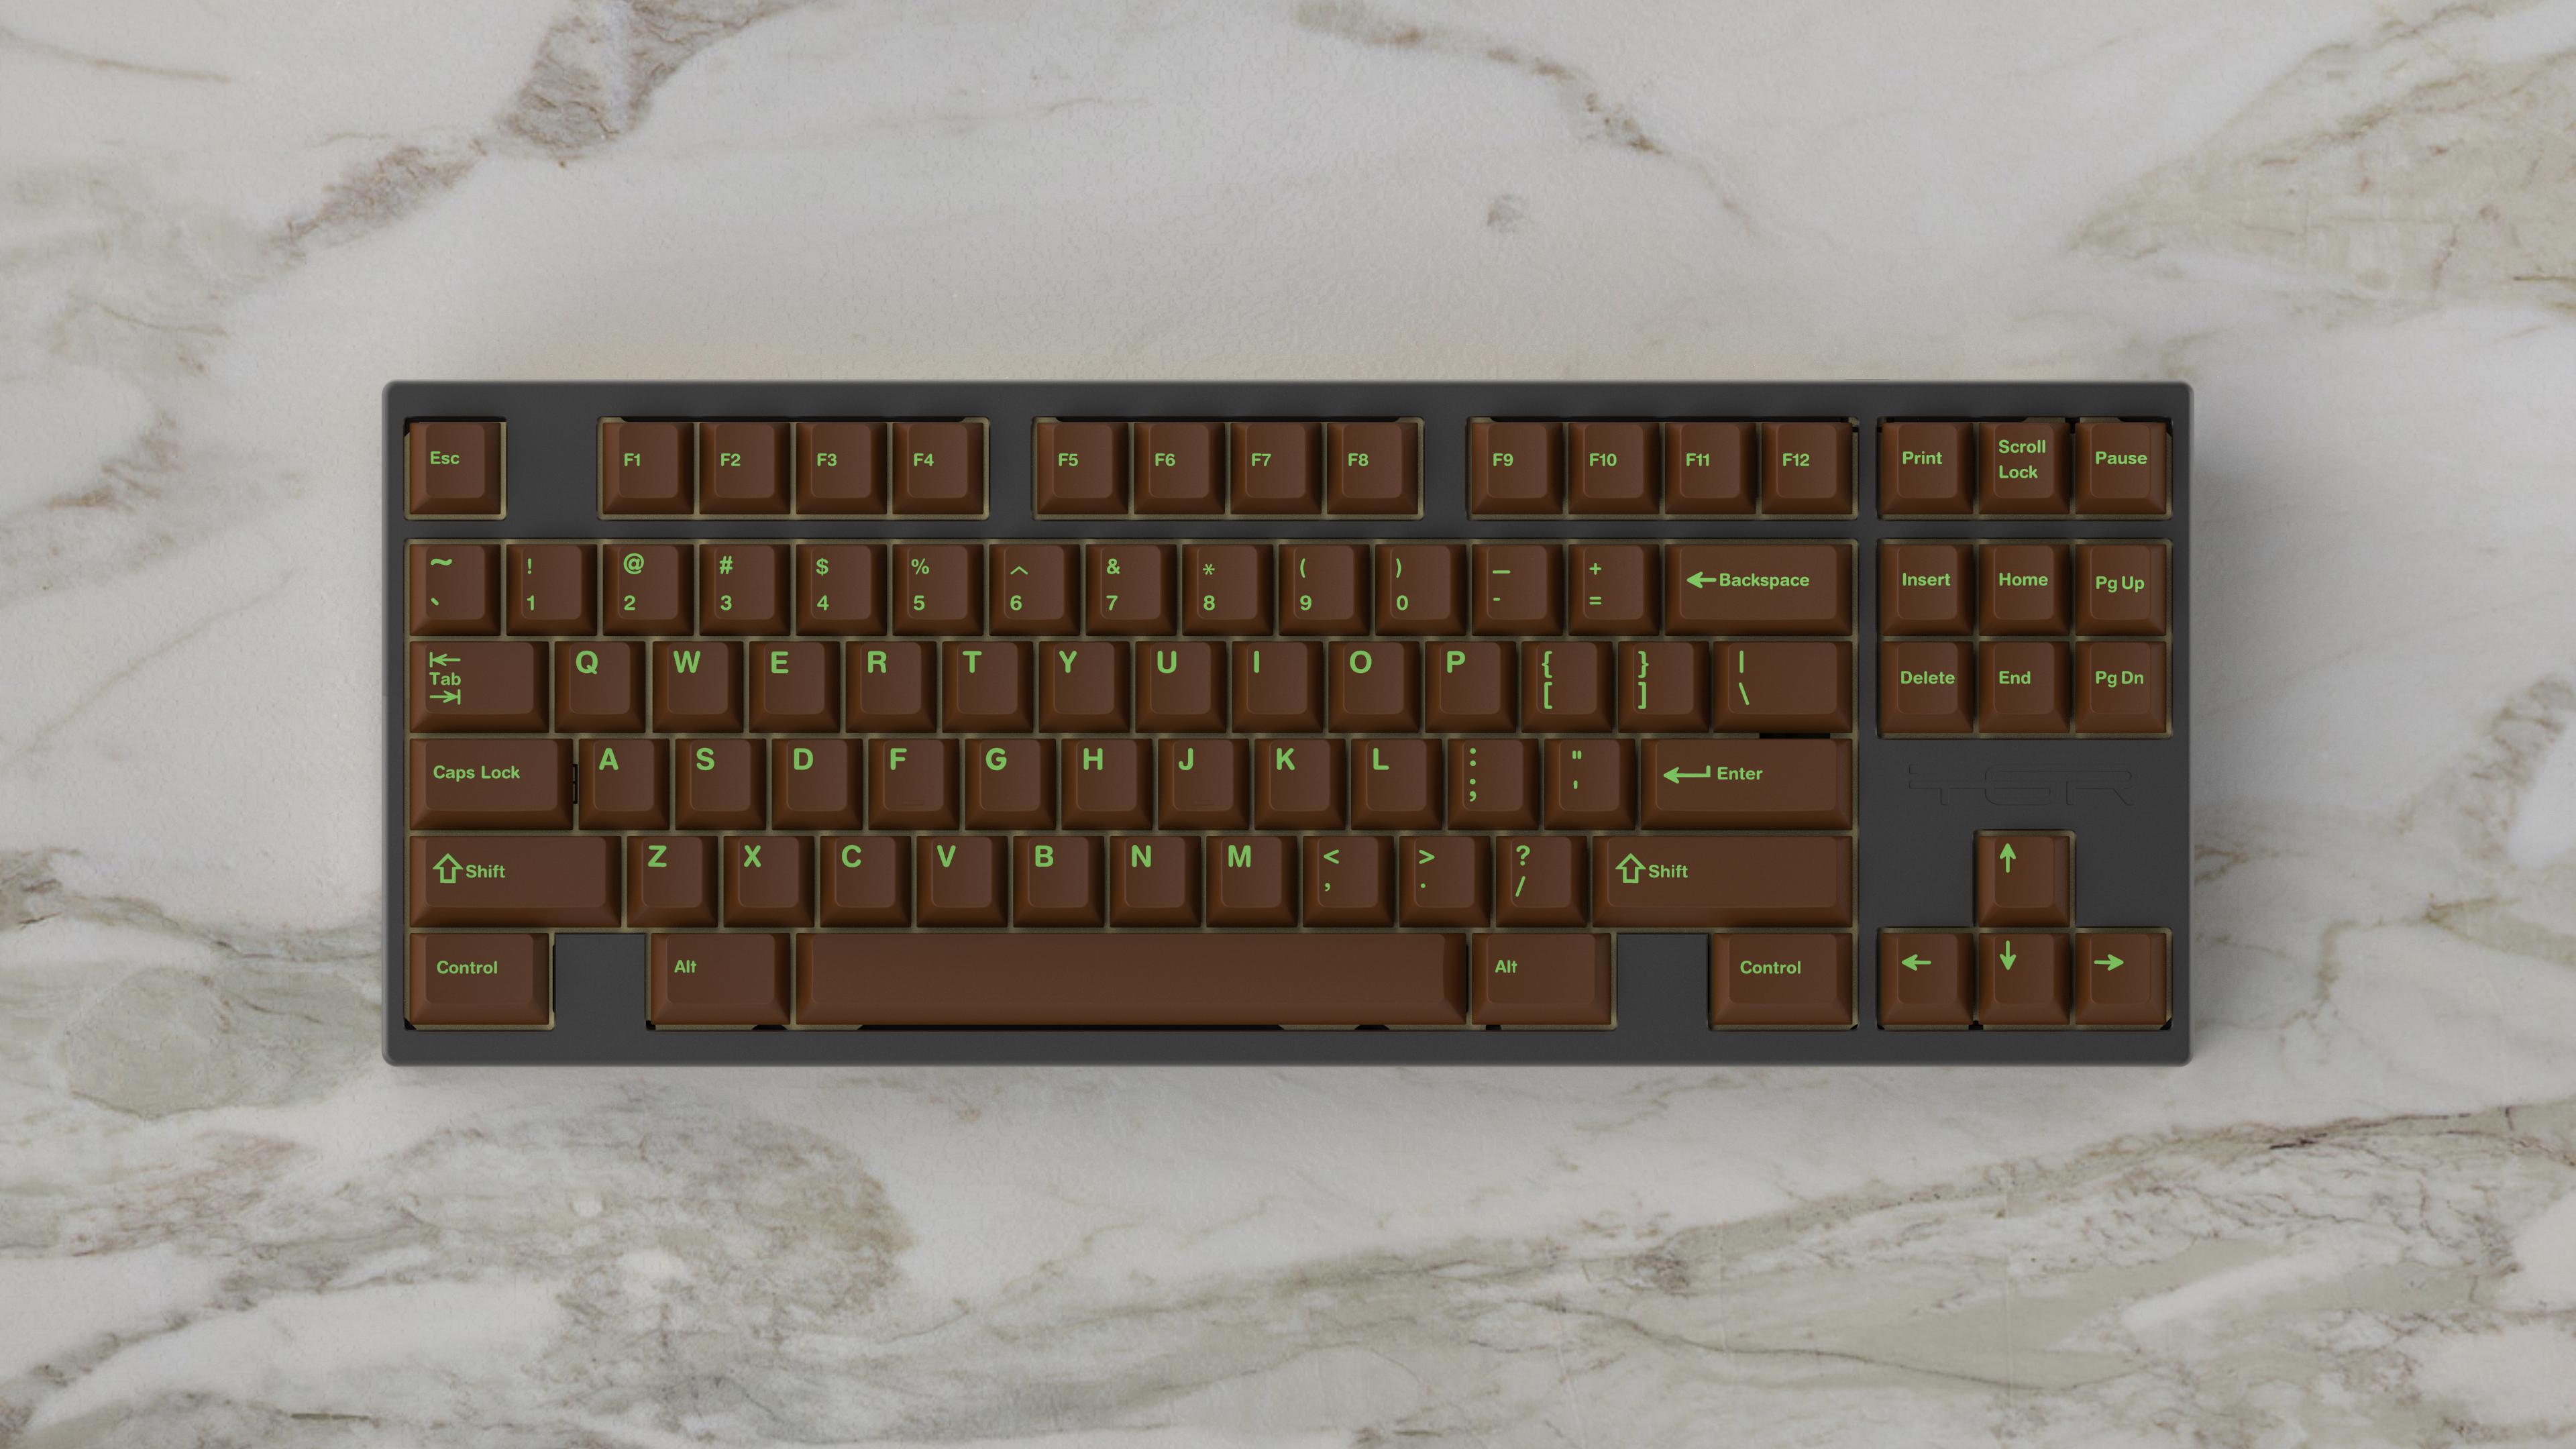 Esc F1 F2 F3 F4 F5 F6 F7 F8 F9 F10 F11 F12 Print Scroll Lock Pause
~ ! @ # $ % ^ & * ( ) — +
` 1 2 3 4 5 6 7 8 9 0 - = ←Backspace Insert Home Pg Up
Tab Q W E R T Y U I O P { [ } ] | \ Delete End Pg Dn
Caps Lock A S D F G H J K L : ; " ' Enter
TGR
Shift Z X C V B N M < , > . ? / Shift ↑
Control Alt Alt Control ← ↓ →